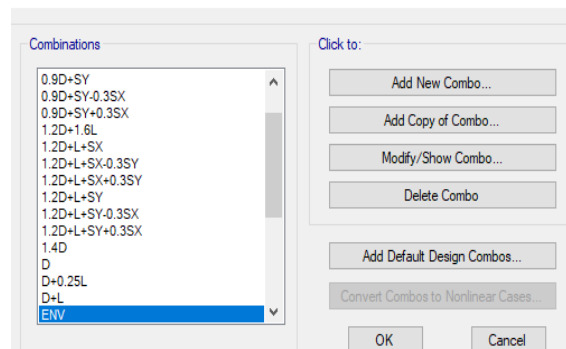 Combinations
0.9D+SY
0.9D+SY-0.3SX
0.9D+SY+0.3SX
1.2D+1.6L
1.2D+L+SX
1.2D+L+SX-0.3SY
1.2D+L+SX+0.3SY
1.2D+L+SY
1.2D+L+SY-0.3SX
1.2D+L+SY+0.3SX
1.4D
D
D+0.25L
D+L
ENV
Click to:
Add New Combo...
Add Copy of Combo...
Modify/Show Combo...
Delete Combo
Add Default Design Combos...
Convert Combos to Nonlinear Cases...
OK
Cancel